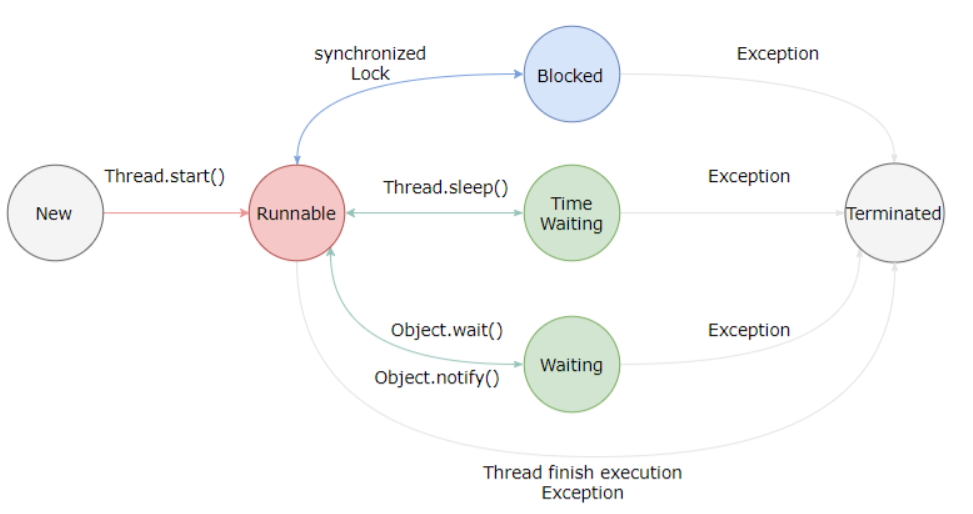 synchronized
Lock
Blocked
Exception
New
Thread.start()
Runnable
Thread.sleep()
Time
Waiting
Exception
Terminated
Object.wait()
Object.notify()
Waiting
Exception
Thread finish execution
Exception